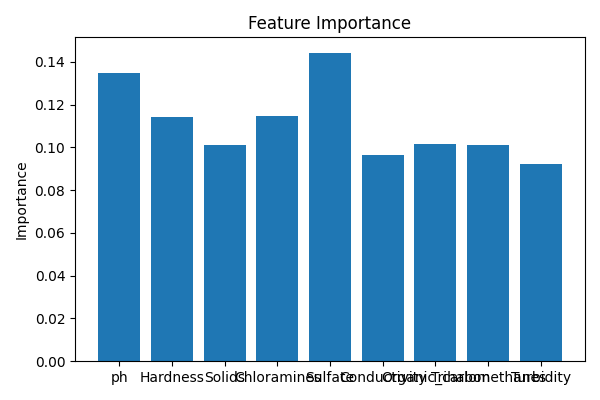 Feature Importance
Importance
0.14
0.12
0.10
0.08
0.06
0.04
0.02
0.00
ph Hardness Solids Chloramines Sulfate Conductivity Organic_carbon Trihalomethanes Turbidity